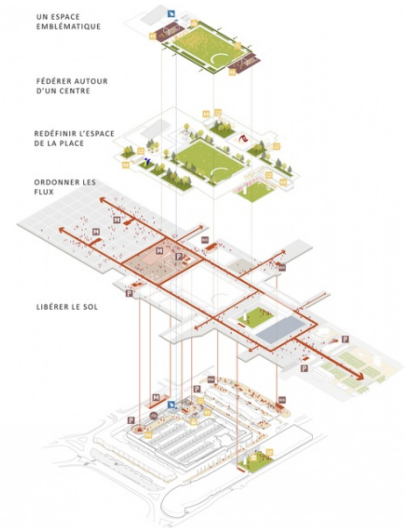 UN ESPACE
EMBLÉMATIQUE
FÉDÉRER AUTOUR
D'UN CENTRE
REDÉFINIR L'ESPACE
DE LA PLACE
ORDONNER LES
FLUX
M
M
M
P
P
P
P
LIBÉRER LE SOL
P
M
P
P